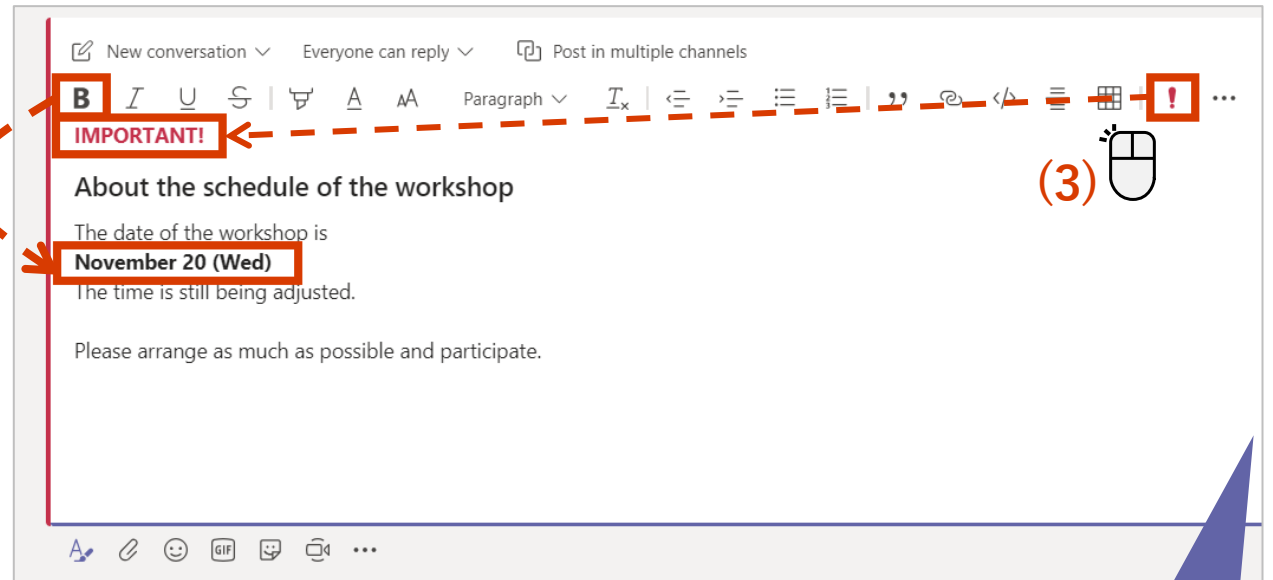 New conversation Everyone can reply Post in multiple channels
B I U S A AA Paragraph Tx </> !
IMPORTANT!
(3)
About the schedule of the workshop
The date of the workshop is
November 20 (Wed)
The time is still being adjusted.
Please arrange as much as possible and participate.
GIF